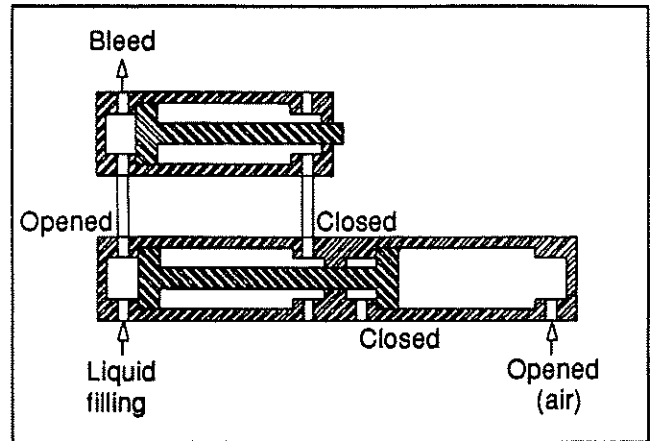 Bleed
Opened
Closed
Closed
Liquid
filling
Opened
(air)